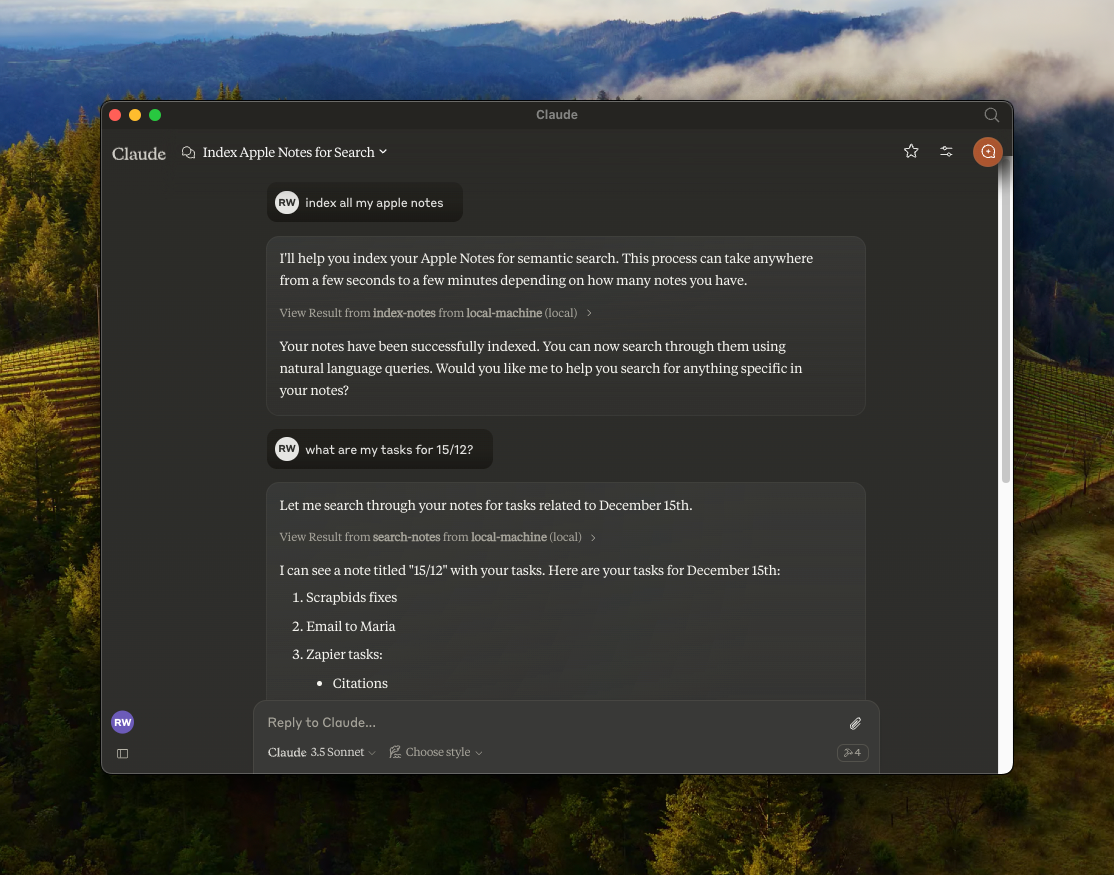 Claude
Claude
Index Apple Notes for Search
RW index all my apple notes
I'll help you index your Apple Notes for semantic search. This process can take anywhere
from a few seconds to a few minutes depending on how many notes you have.
View Result from index-notes from local-machine (local)
Your notes have been successfully indexed. You can now search through them using
natural language queries. Would you like me to help you search for anything specific in
your notes?
RW what are my tasks for 15/12?
Let me search through your notes for tasks related to December 15th.
View Result from search-notes from local-machine (local)
I can see a note titled "15/12" with your tasks. Here are your tasks for December 15th:
1. Scrapbids fixes
2. Email to Maria
3. Zapier tasks:
• Citations
RW
Reply to Claude...
Claude 3.5 Sonnet Choose style 4